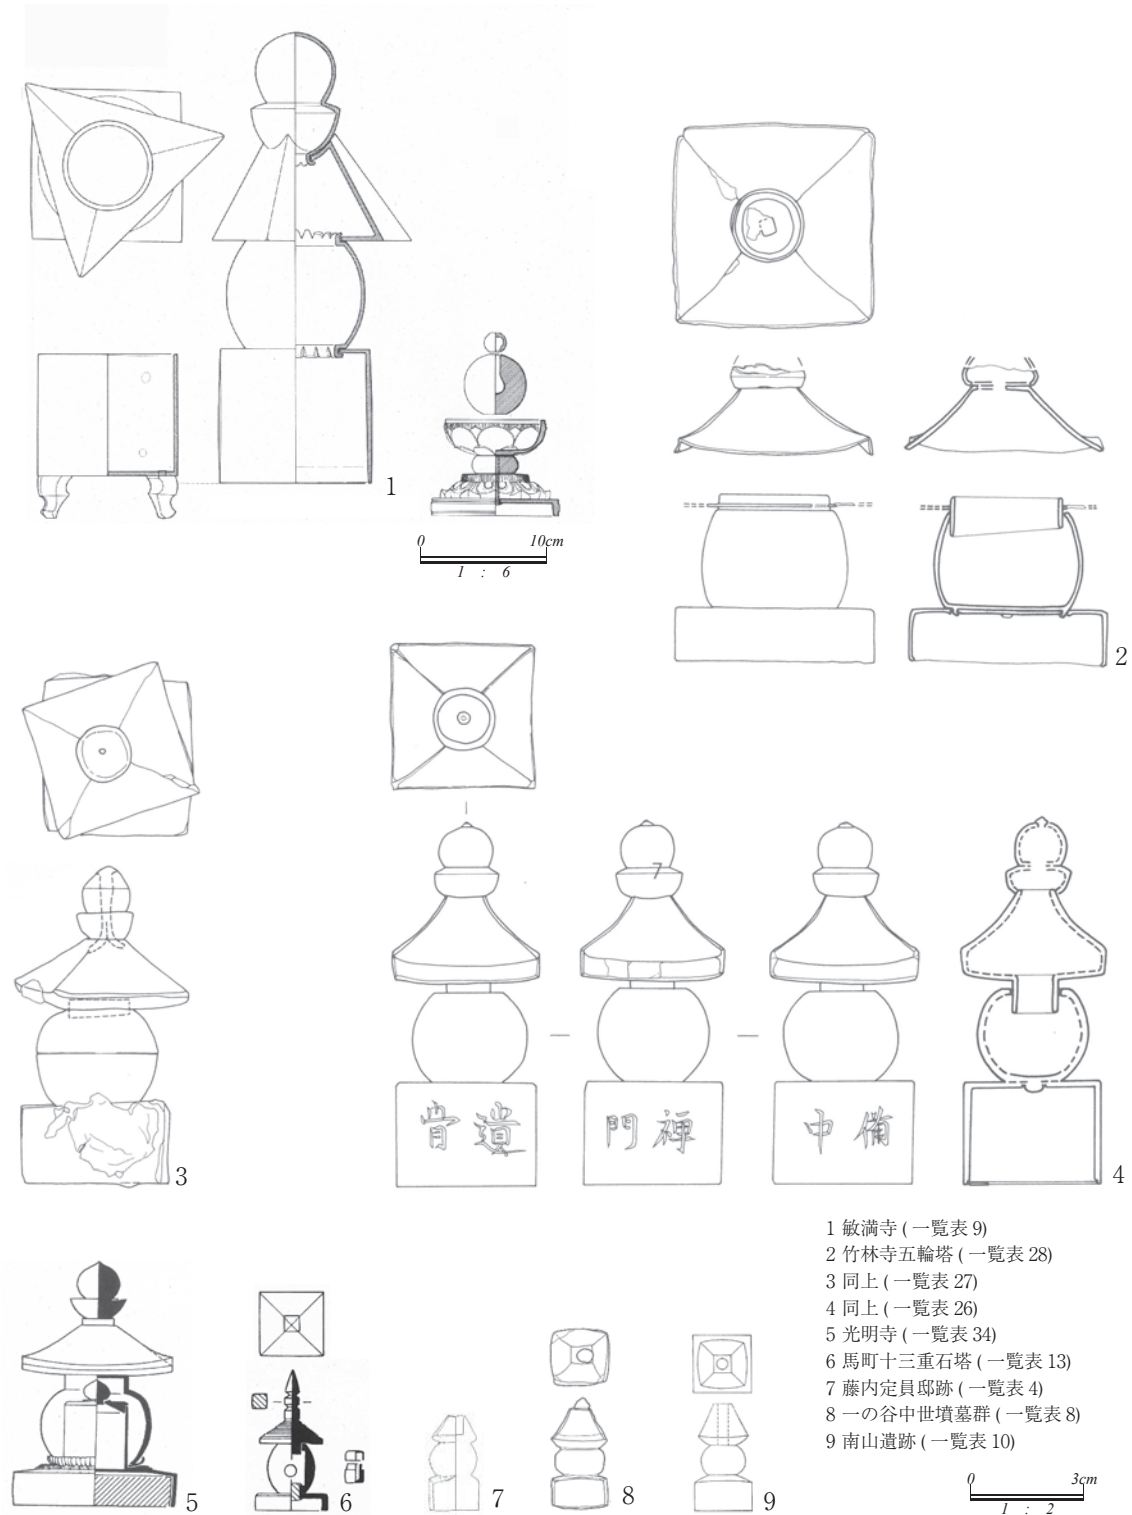 1
0 10cm
1 : 6
2
3
7
骨遺
門禅
中備
4
1 敏満寺 ( 一覧表 9)
2 竹林寺五輪塔 ( 一覧表 28)
3 同上 ( 一覧表 27)
4 同上 ( 一覧表 26)
5 光明寺 ( 一覧表 34)
6 馬町十三重石塔 ( 一覧表 13)
7 藤内定員邸跡 ( 一覧表 4)
8 一の谷中世墳墓群 ( 一覧表 8)
9 南山遺跡 ( 一覧表 10)
5
6
7
8
9
0 3cm
1 : 2